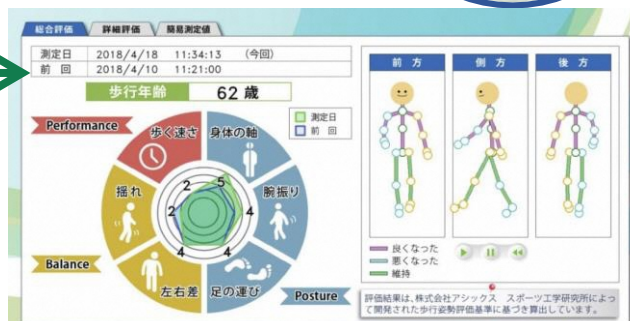 総合評価 詳細評価 簡易測定値
測定日 2018/4/18 11:34:13 (今回)
前 回 2018/4/10 11:21:00
歩行年齢 62 歳
測定日
前 回
Performance
歩く速さ 身体の軸
揺れ 腕振り
2 5
2 4
4 4
Balance
左右差 足の運び
Posture
前 方 側 方 後 方
良くなった
悪くなった
維持
評価結果は、株式会社アシックス スポーツ工学研究所によっ
て開発された歩行姿勢評価基準に基づき算出しています。